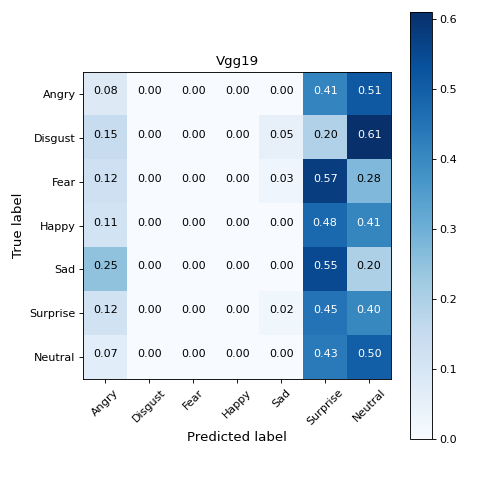 Vgg19
Angry 0.08 0.00 0.00 0.00 0.00 0.41 0.51
Disgust 0.15 0.00 0.00 0.00 0.05 0.20 0.61
Fear 0.12 0.00 0.00 0.00 0.03 0.57 0.28
Happy 0.11 0.00 0.00 0.00 0.00 0.48 0.41
Sad 0.25 0.00 0.00 0.00 0.00 0.55 0.20
Surprise 0.12 0.00 0.00 0.00 0.02 0.45 0.40
Neutral 0.07 0.00 0.00 0.00 0.00 0.43 0.50
Angry Disgust Fear Happy Sad Surprise Neutral
Predicted label
True label
0.6
0.5
0.4
0.3
0.2
0.1
0.0